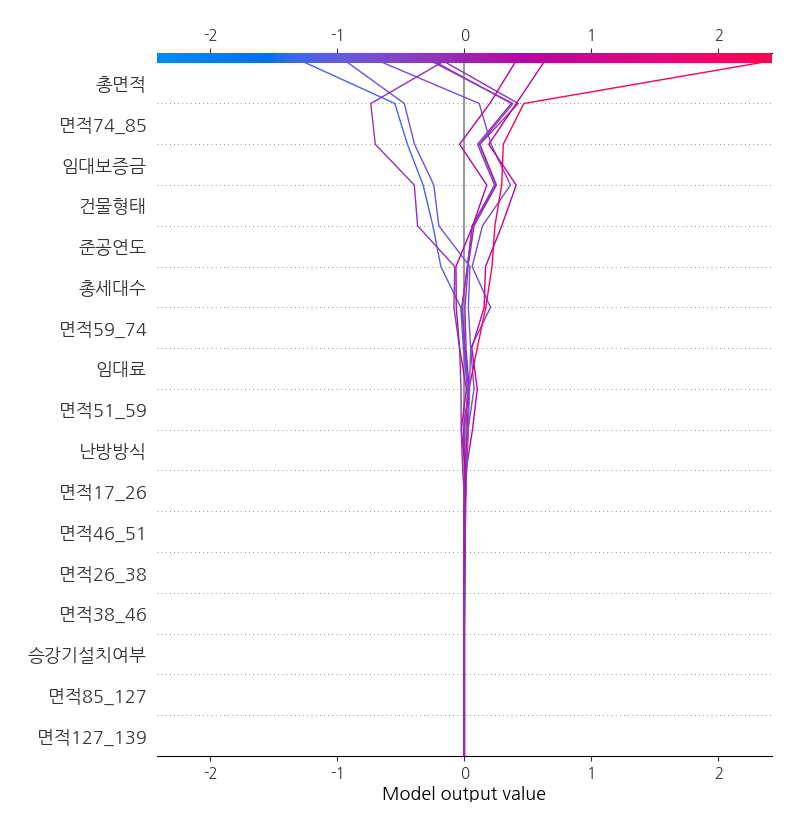 -2 -1 0 1 2
총면적
면적74_85
임대보증금
건물형태
준공연도
총세대수
면적59_74
임대료
면적51_59
난방방식
면적17_26
면적46_51
면적26_38
면적38_46
승강기설치여부
면적85_127
면적127_139
-2 -1 0 1 2
Model output value